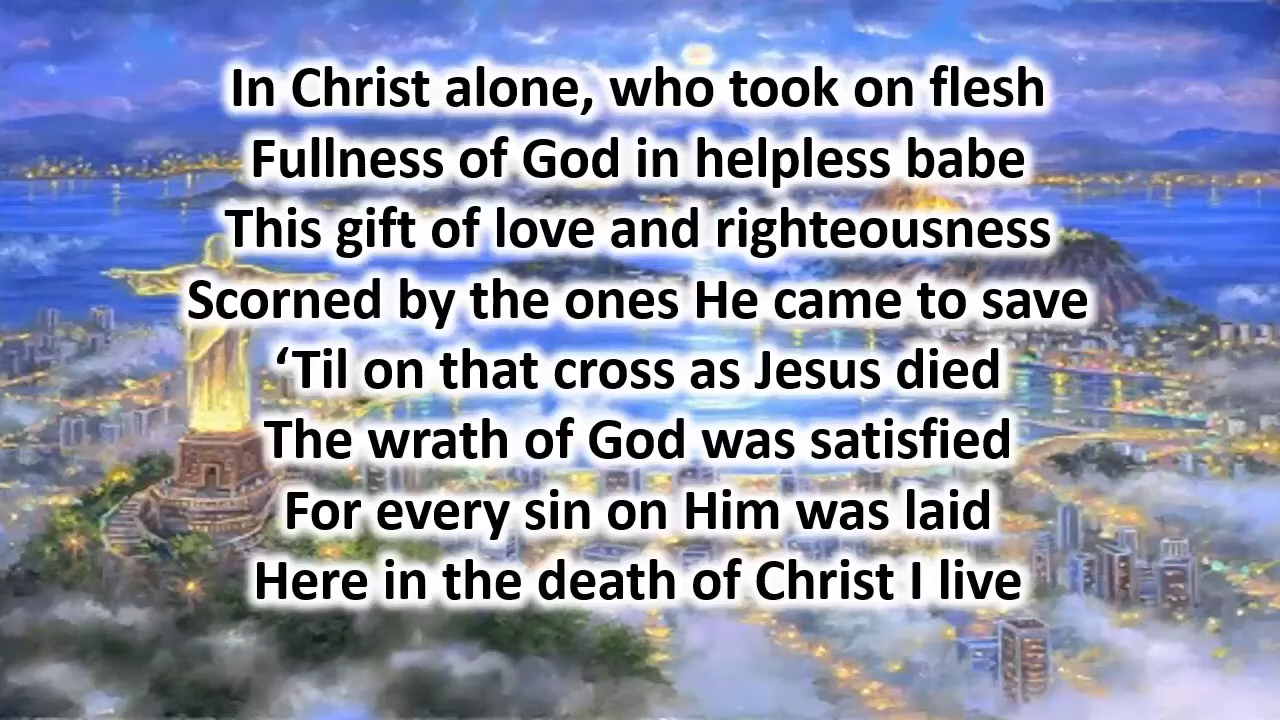 In Christ alone, who took on flesh
Fullness of God in helpless babe
This gift of love and righteousness
Scorned by the ones He came to save
‘Til on that cross as Jesus died
The wrath of God was satisfied
For every sin on Him was laid
Here in the death of Christ I live